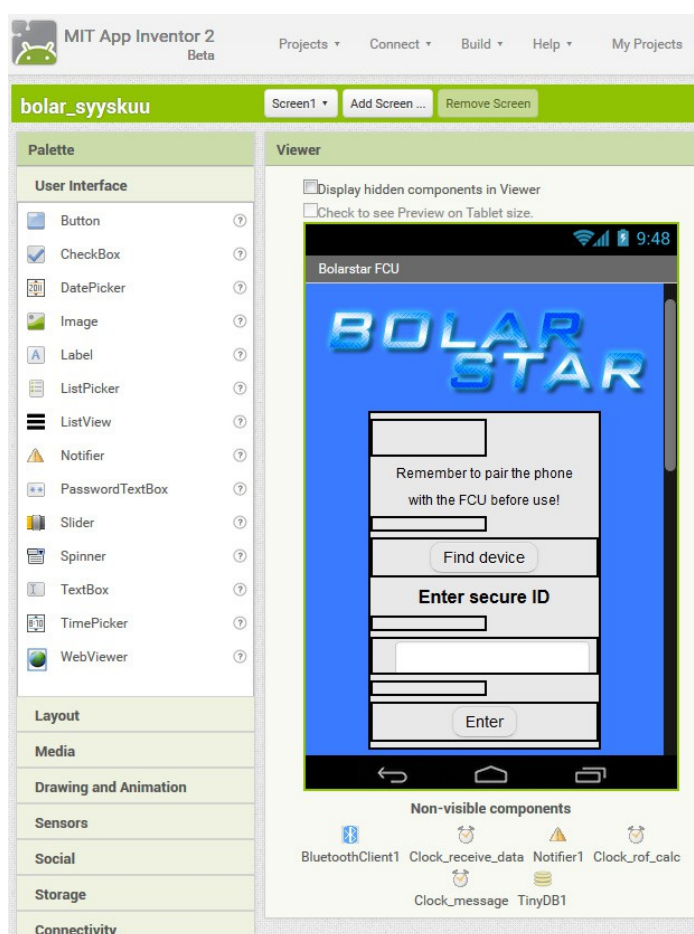 MIT App Inventor 2
Beta
Projects Connect Build Help My Projects
bolar_syyskuu
Screen1 Add Screen ... Remove Screen
Palette
User Interface
Button
CheckBox
DatePicker
Image
Label
ListPicker
ListView
Notifier
PasswordTextBox
Slider
Spinner
TextBox
TimePicker
WebViewer
Layout
Media
Drawing and Animation
Sensors
Social
Storage
Connectivity
Viewer
Display hidden components in Viewer
Check to see Preview on Tablet size.
9:48
Bolarstar FCU
BOLAR
STAR
Remember to pair the phone
with the FCU before use!
Find device
Enter secure ID
Enter
Non-visible components
BluetoothClient1 Clock_receive_data Notifier1 Clock_rof_calc
Clock_message TinyDB1